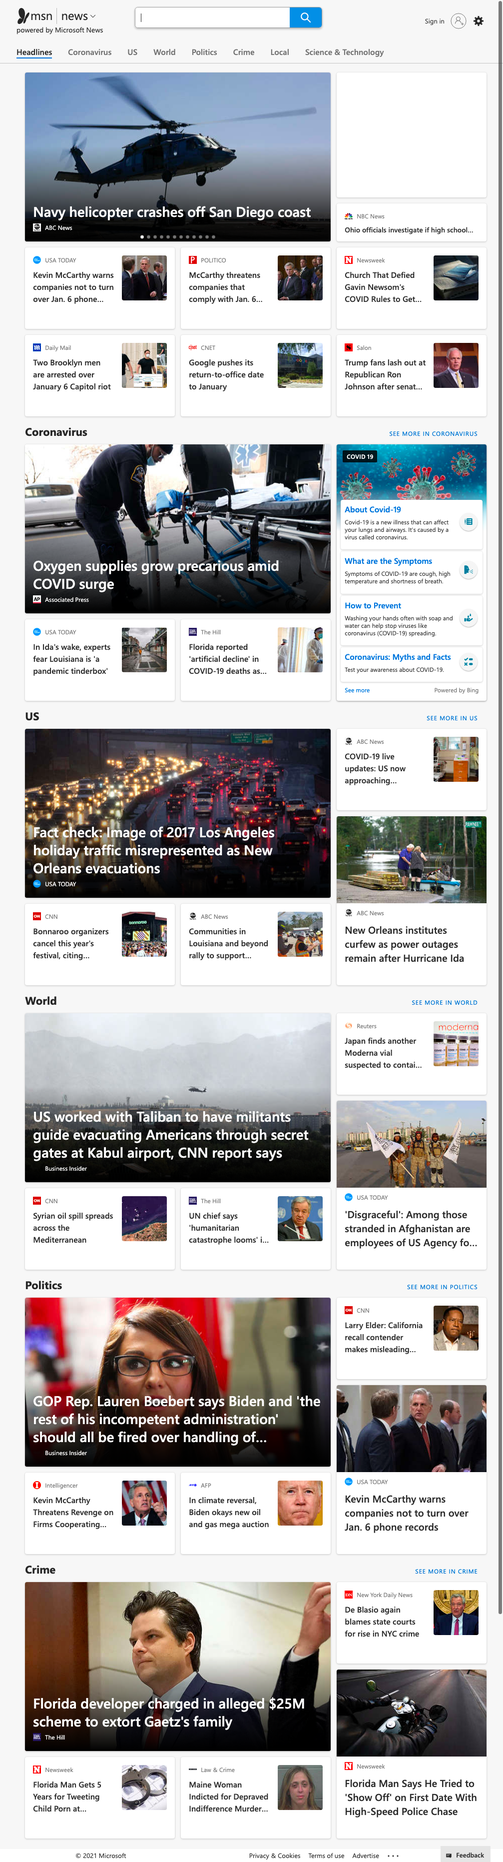 msn | news
powered by Microsoft News
Sign in
Headlines Coronavirus US World Politics Crime Local Science & Technology
Navy helicopter crashes off San Diego coast
ABC News
NBC News
Ohio officials investigate if high school...
USA TODAY
Kevin McCarthy warns
companies not to turn
over Jan. 6 phone...
POLITICO
McCarthy threatens
companies that
comply with Jan. 6...
Newsweek
Church That Defied
Gavin Newsom's
COVID Rules to Get...
Daily Mail
Two Brooklyn men
are arrested over
January 6 Capitol riot
CNET
Google pushes its
return-to-office date
to January
Salon
Trump fans lash out at
Republican Ron
Johnson after senat...
Coronavirus
SEE MORE IN CORONAVIRUS
Oxygen supplies grow precarious amid
COVID surge
Associated Press
COVID 19
About Covid-19
Covid-19 is a new illness that can affect
your lungs and airways. It's caused by a
virus called coronavirus.
What are the Symptoms
Symptoms of COVID-19 are cough, high
temperature and shortness of breath.
How to Prevent
Washing your hands often with soap and
water can help stop viruses like
coronavirus (COVID-19) spreading.
Coronavirus: Myths and Facts
Test your awareness about COVID-19.
See more
Powered by Bing
USA TODAY
In Ida's wake, experts
fear Louisiana is 'a
pandemic tinderbox'
The Hill
Florida reported
'artificial decline' in
COVID-19 deaths as...
US
SEE MORE IN US
Fact check: Image of 2017 Los Angeles
holiday traffic misrepresented as New
Orleans evacuations
USA TODAY
ABC News
COVID-19 live
updates: US now
approaching...
ABC News
New Orleans institutes
curfew as power outages
remain after Hurricane Ida
CNN
Bonnaroo organizers
cancel this year's
festival, citing...
ABC News
Communities in
Louisiana and beyond
rally to support...
World
SEE MORE IN WORLD
US worked with Taliban to have militants
guide evacuating Americans through secret
gates at Kabul airport, CNN report says
Business Insider
Reuters
Japan finds another
Moderna vial
suspected to contai...
moderna
USA TODAY
'Disgraceful': Among those
stranded in Afghanistan are
employees of US Agency fo...
CNN
Syrian oil spill spreads
across the
Mediterranean
The Hill
UN chief says
'humanitarian
catastrophe looms' i...
Politics
SEE MORE IN POLITICS
GOP Rep. Lauren Boebert says Biden and 'the
rest of his incompetent administration'
should all be fired over handling of...
Business Insider
CNN
Larry Elder: California
recall contender
makes misleading...
USA TODAY
Kevin McCarthy warns
companies not to turn over
Jan. 6 phone records
Intelligencer
Kevin McCarthy
Threatens Revenge on
Firms Cooperating...
AFP
In climate reversal,
Biden okays new oil
and gas mega auction
Crime
SEE MORE IN CRIME
Florida developer charged in alleged $25M
scheme to extort Gaetz's family
The Hill
New York Daily News
De Blasio again
blames state courts
for rise in NYC crime
Newsweek
Florida Man Says He Tried to
'Show Off' on First Date With
High-Speed Police Chase
Newsweek
Florida Man Gets 5
Years for Tweeting
Child Porn at...
Law & Crime
Maine Woman
Indicted for Depraved
Indifference Murder...
© 2021 Microsoft
Privacy & Cookies Terms of use Advertise ...
Feedback